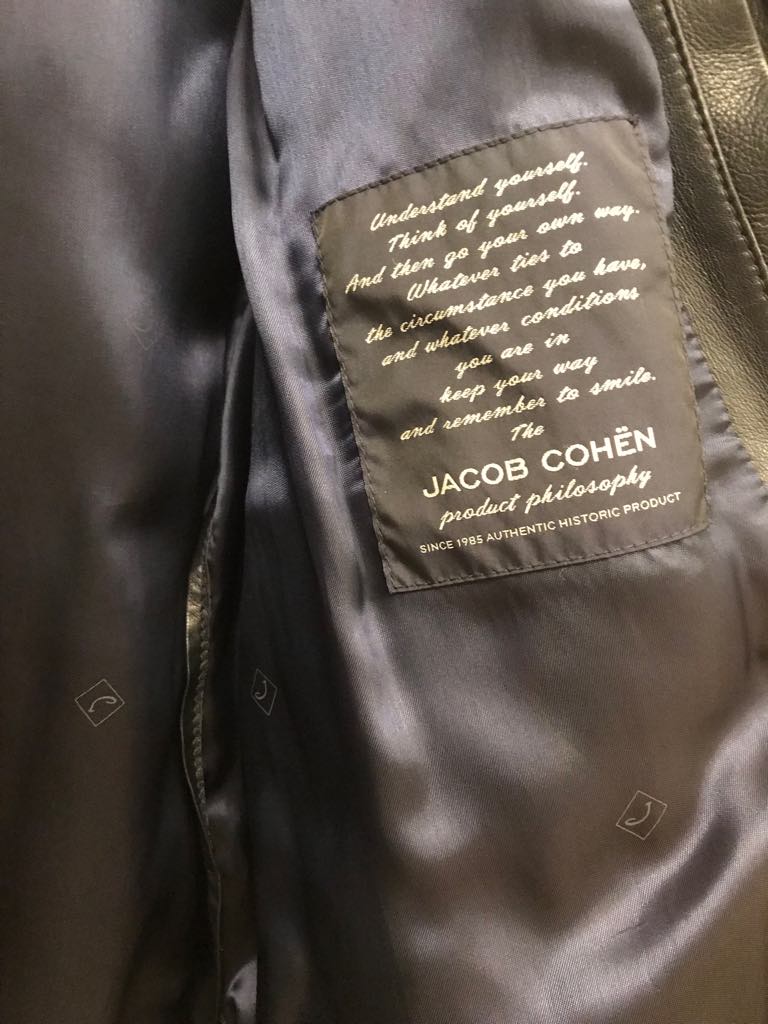 Understand yourself.
Think of yourself.
And then go your own way.
Whatever ties to
the circumstance you have,
and whatever conditions
you are in
keep your way
and remember to smile.
The
JACOB COHËN
product philosophy
SINCE 1985 AUTHENTIC HISTORIC PRODUCT